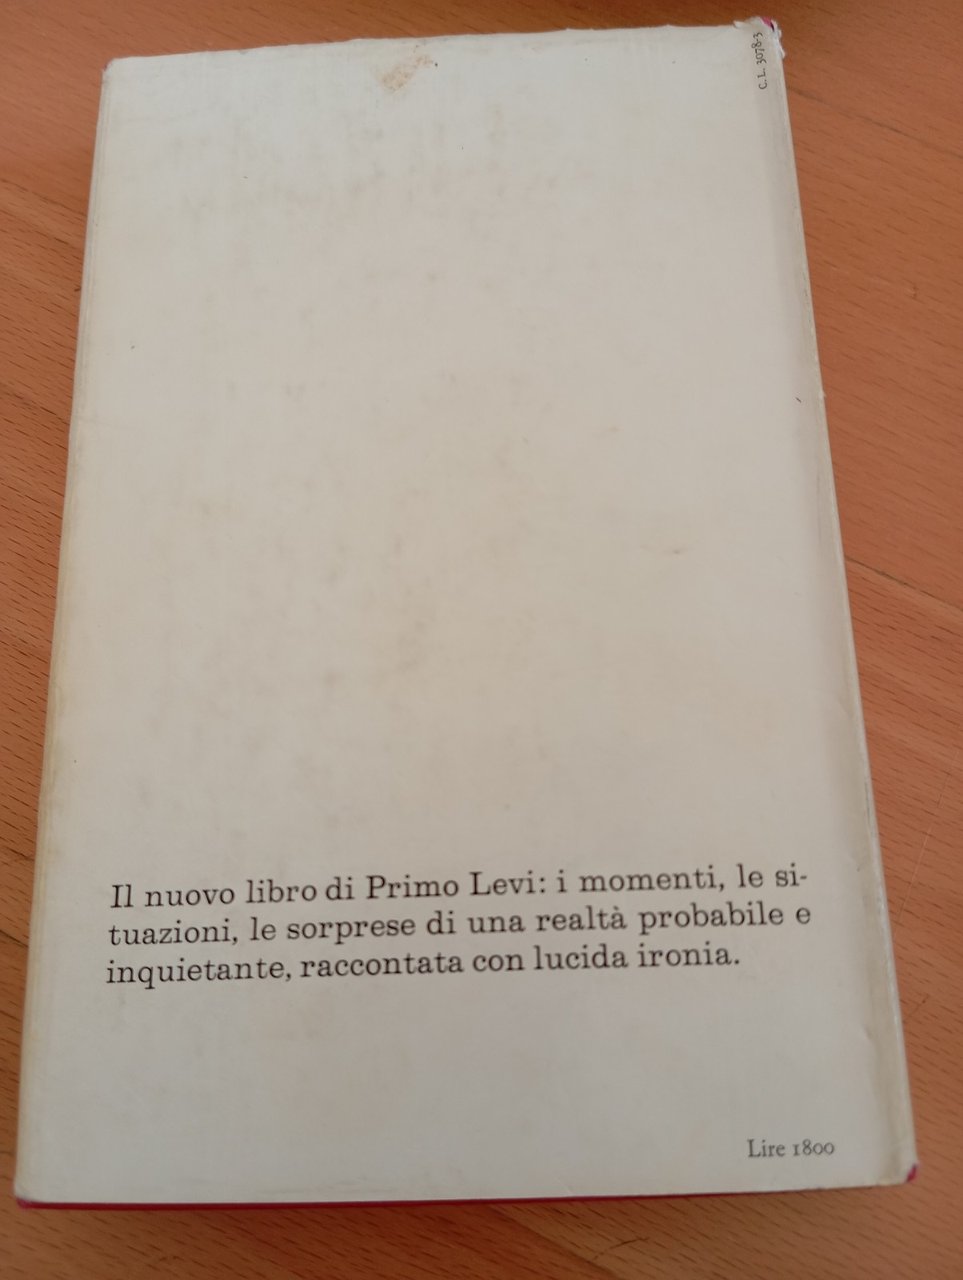 C. L. 3078-3
Il nuovo libro di Primo Levi: i momenti, le si-
tuazioni, le sorprese di una realtà probabile e
inquietante, raccontata con lucida ironia.
Lire 1800